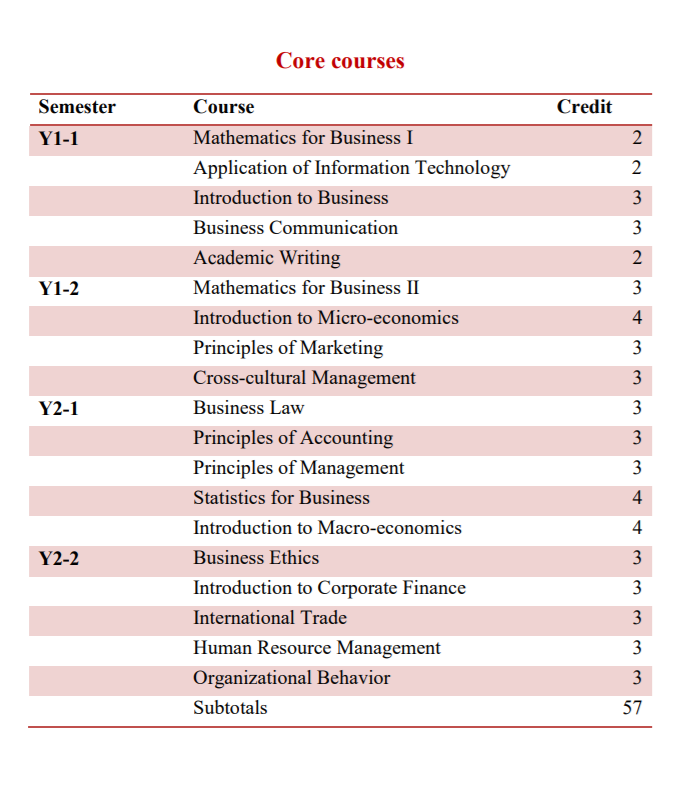 Core courses
Semester Course Credit
Y1-1 Mathematics for Business I 2
Application of Information Technology 2
Introduction to Business 3
Business Communication 3
Academic Writing 2
Y1-2 Mathematics for Business II 3
Introduction to Micro-economics 4
Principles of Marketing 3
Cross-cultural Management 3
Y2-1 Business Law 3
Principles of Accounting 3
Principles of Management 3
Statistics for Business 4
Introduction to Macro-economics 4
Y2-2 Business Ethics 3
Introduction to Corporate Finance 3
International Trade 3
Human Resource Management 3
Organizational Behavior 3
Subtotals 57